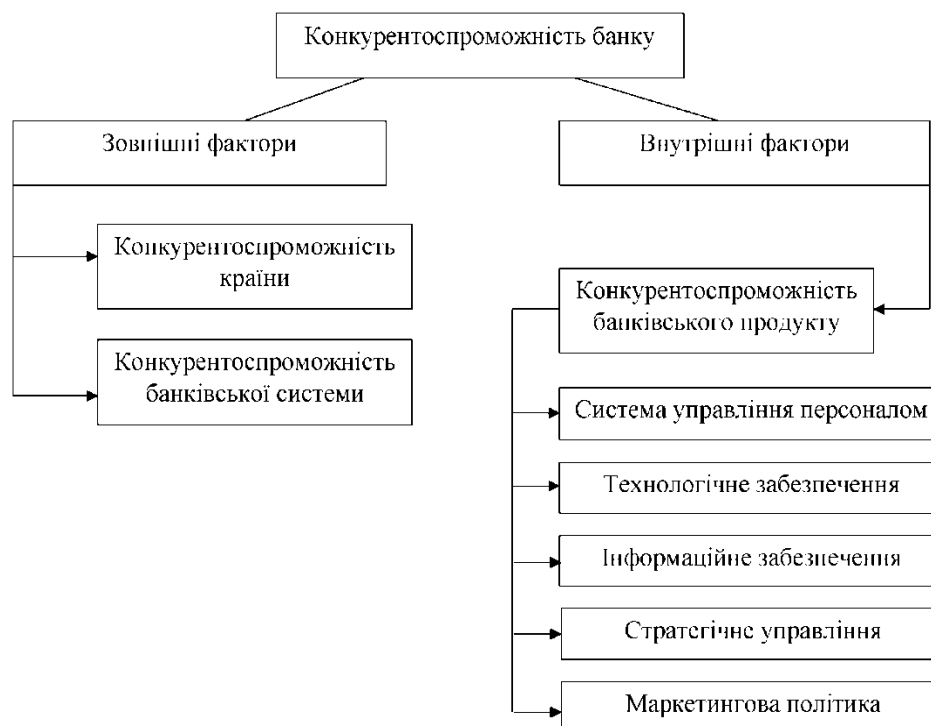 Конкурентоспроможність банку
Зовнішні фактори
Внутрішні фактори
Конкурентоспроможність
країни
Конкурентоспроможність
банківської системи
Конкурентоспроможність
банківського продукту
Система управління персоналом
Технологічне забезпечення
Інформаційне забезпечення
Стратегічне управління
Маркетингова політика